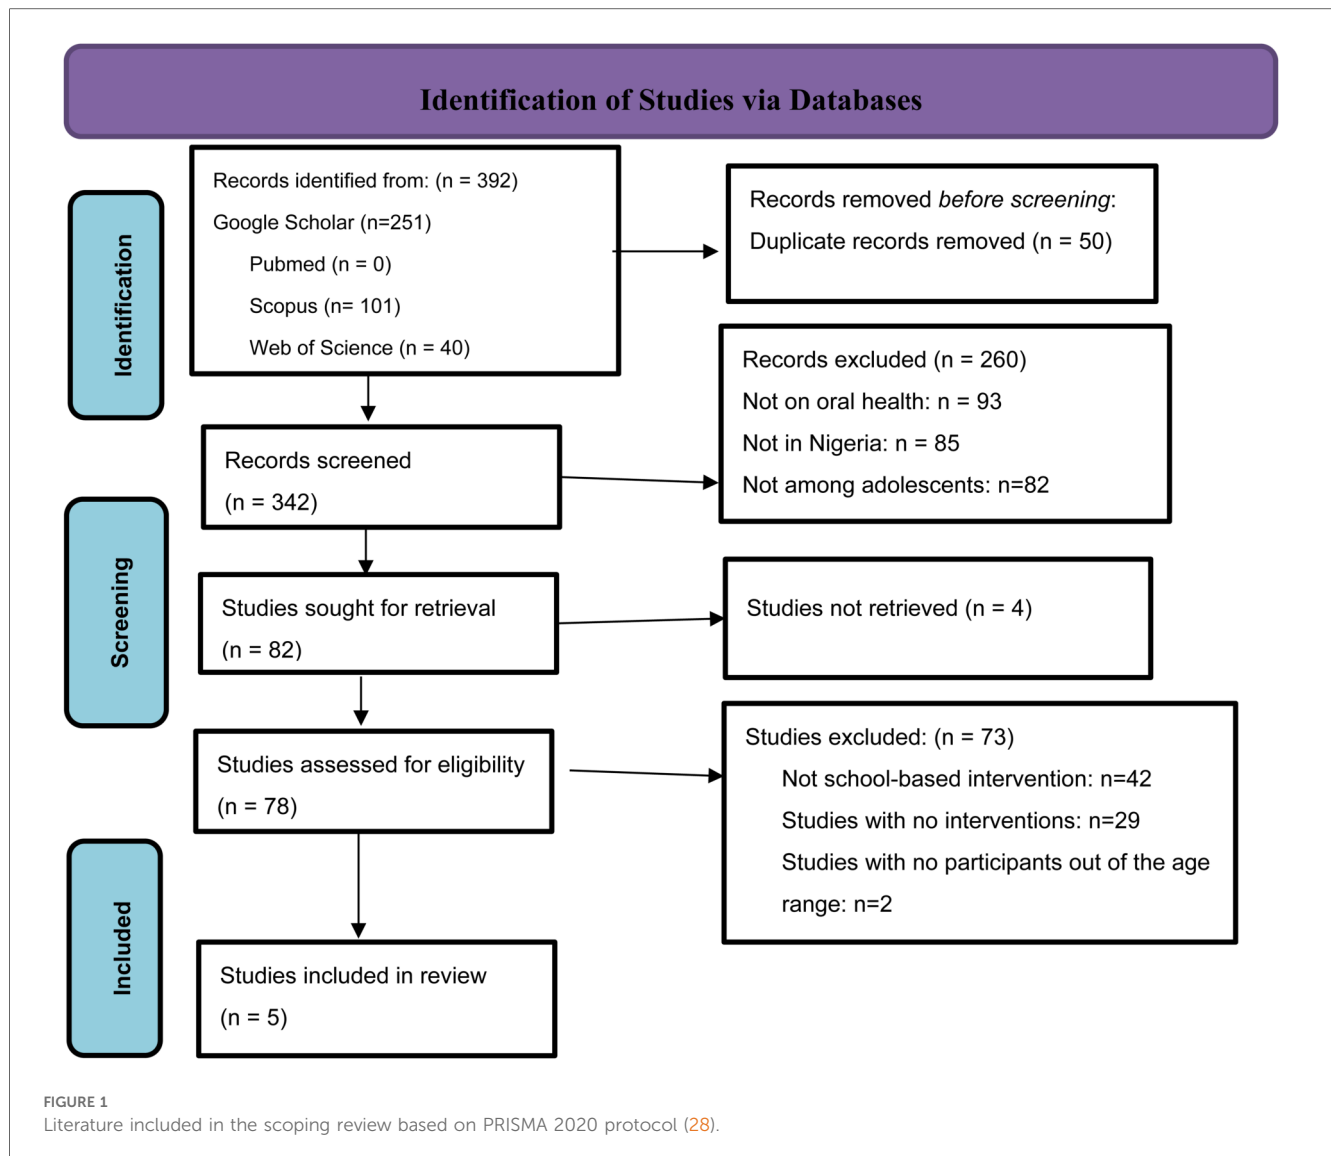 Identification of Studies via Databases
Identification
Records identified from: (n = 392)
Google Scholar (n=251)
Pubmed (n = 0)
Scopus (n= 101)
Web of Science (n = 40)
Records removed before screening:
Duplicate records removed (n = 50)
Records screened
(n = 342)
Records excluded (n = 260)
Not on oral health: n = 93
Not in Nigeria: n = 85
Not among adolescents: n=82
Screening
Studies sought for retrieval
(n = 82)
Studies not retrieved (n = 4)
Studies assessed for eligibility
(n = 78)
Studies excluded: (n = 73)
Not school-based intervention: n=42
Studies with no interventions: n=29
Studies with no participants out of the age
range: n=2
Included
Studies included in review
(n = 5)
FIGURE 1
Literature included in the scoping review based on PRISMA 2020 protocol (28).